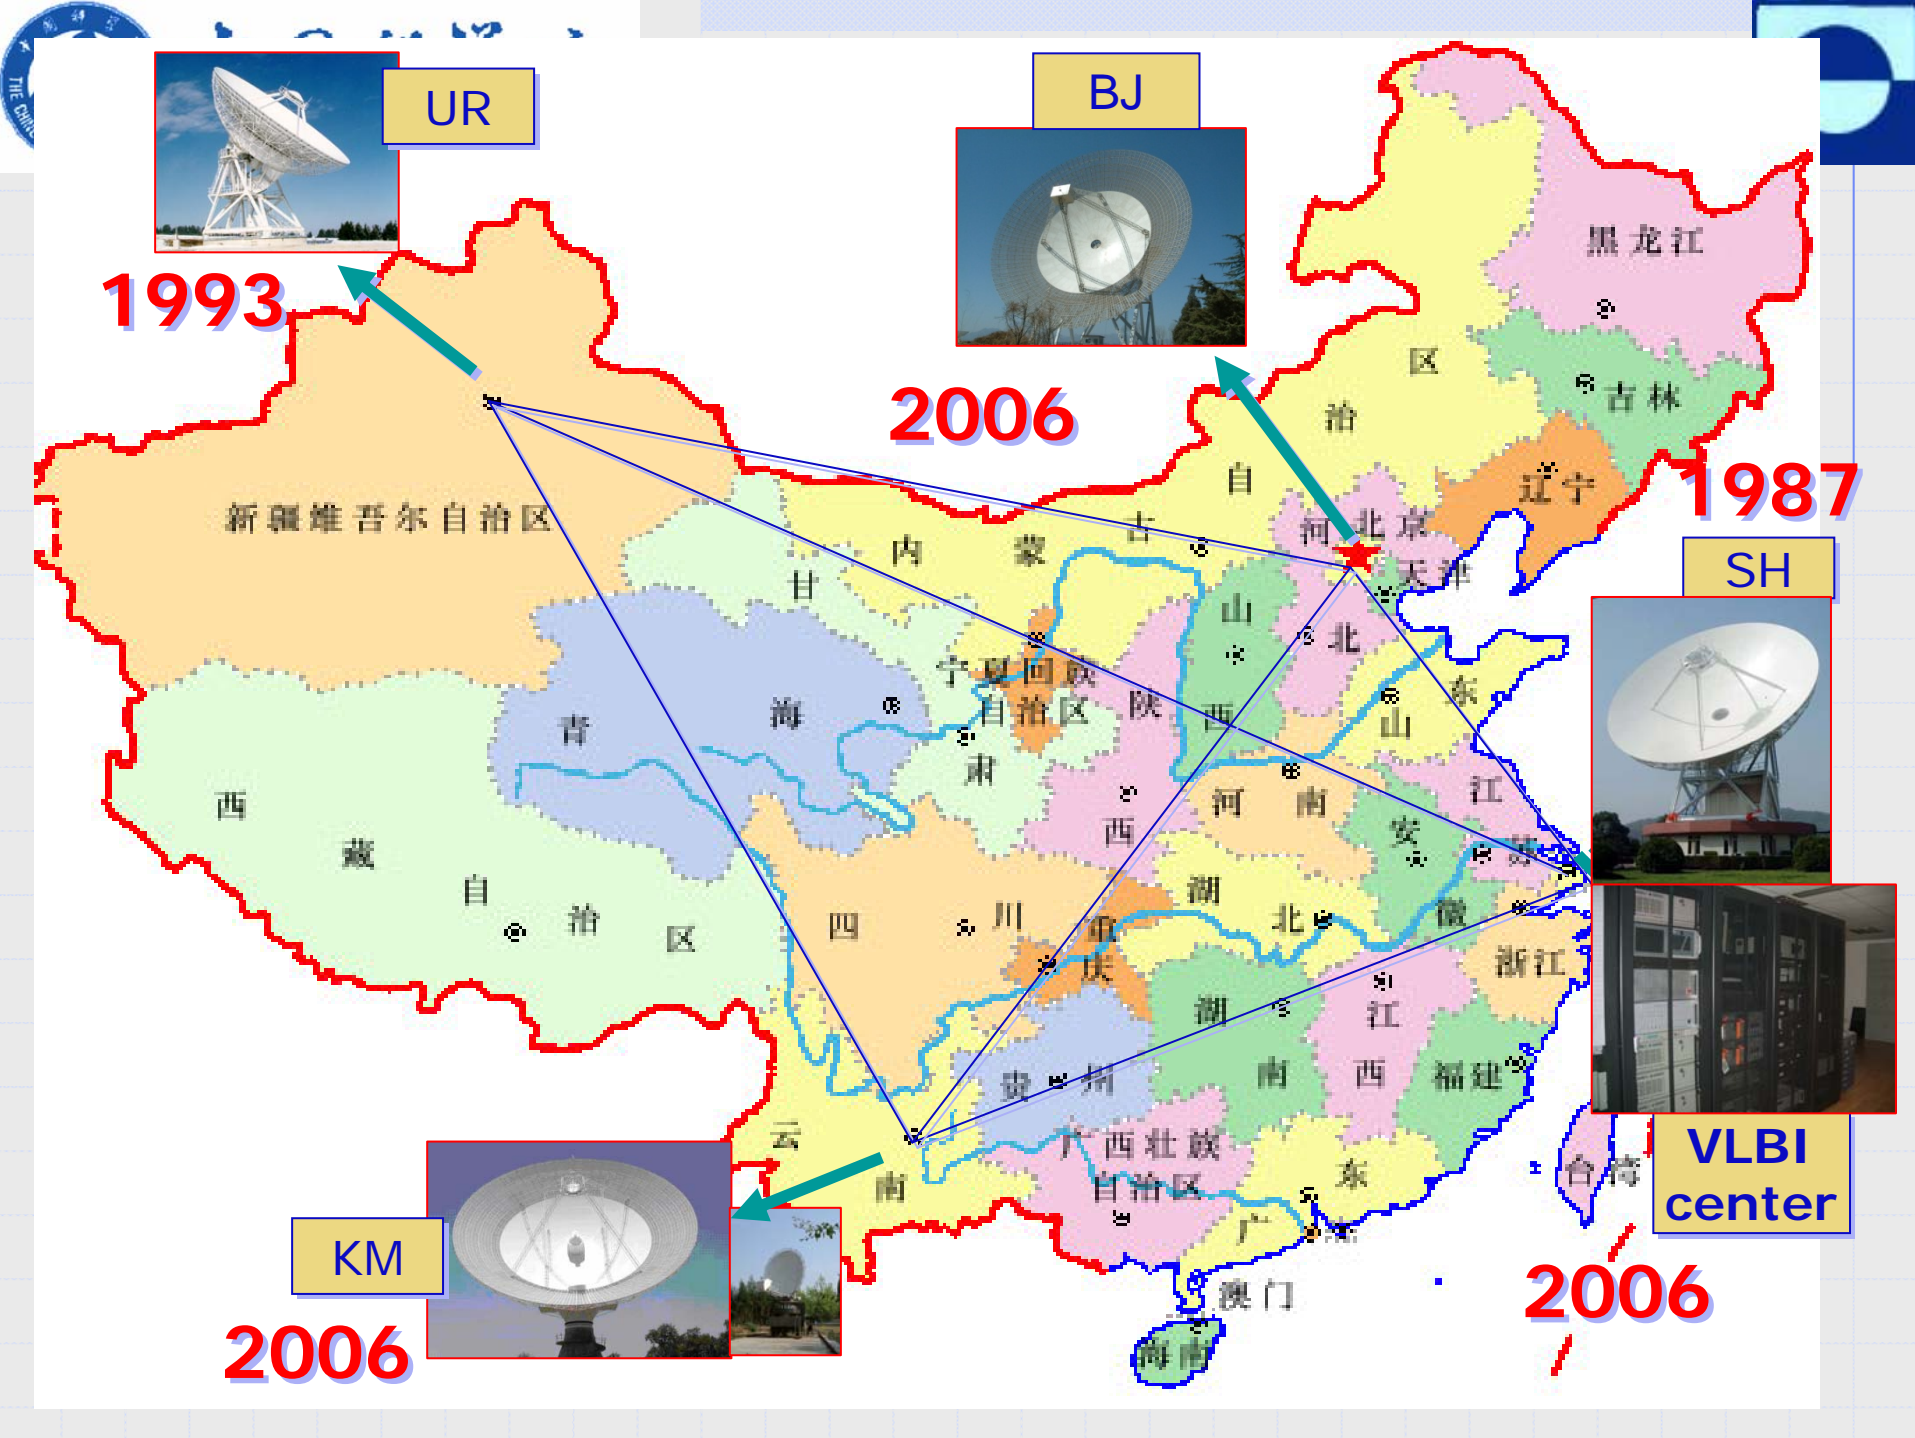 UR
BJ
1993
2006
1987
SH
KM
2006
VLBI
center
2006
黑龙江
吉林
辽宁
内 蒙 古 自 治 区
新疆维吾尔自治区
北京
天津
河 北
山 西
山 东
宁夏回族
自治区
甘 肃
青 海
陕 西
河 南
江 苏
安 徽
西 藏 自 治 区
四 川
重庆
湖 北
浙江
湖 南
江 西
福建
贵 州
云 南
广西壮族
自治区
广 东
台湾
澳门
海南
THE CHIN